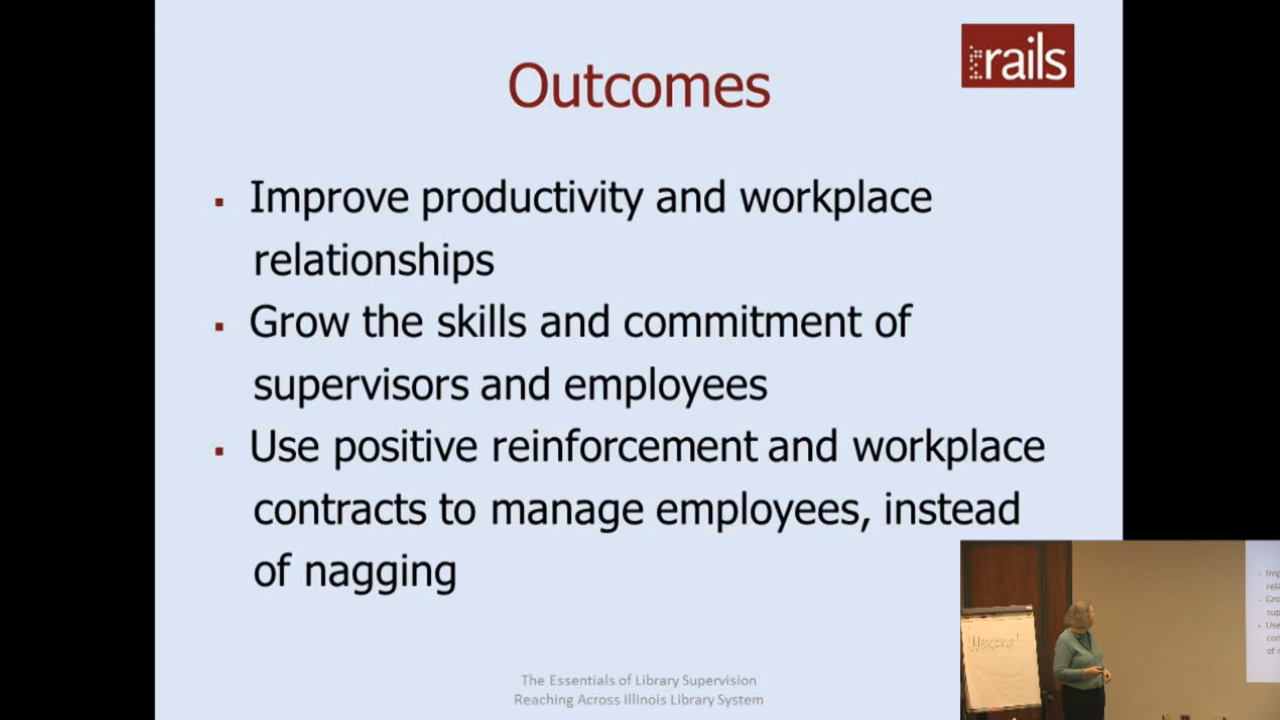 rails
Outcomes
▪ Improve productivity and workplace
relationships
▪ Grow the skills and commitment of
supervisors and employees
▪ Use positive reinforcement and workplace
contracts to manage employees, instead
of nagging
The Essentials of Library Supervision
Reaching Across Illinois Library System
Welcome!